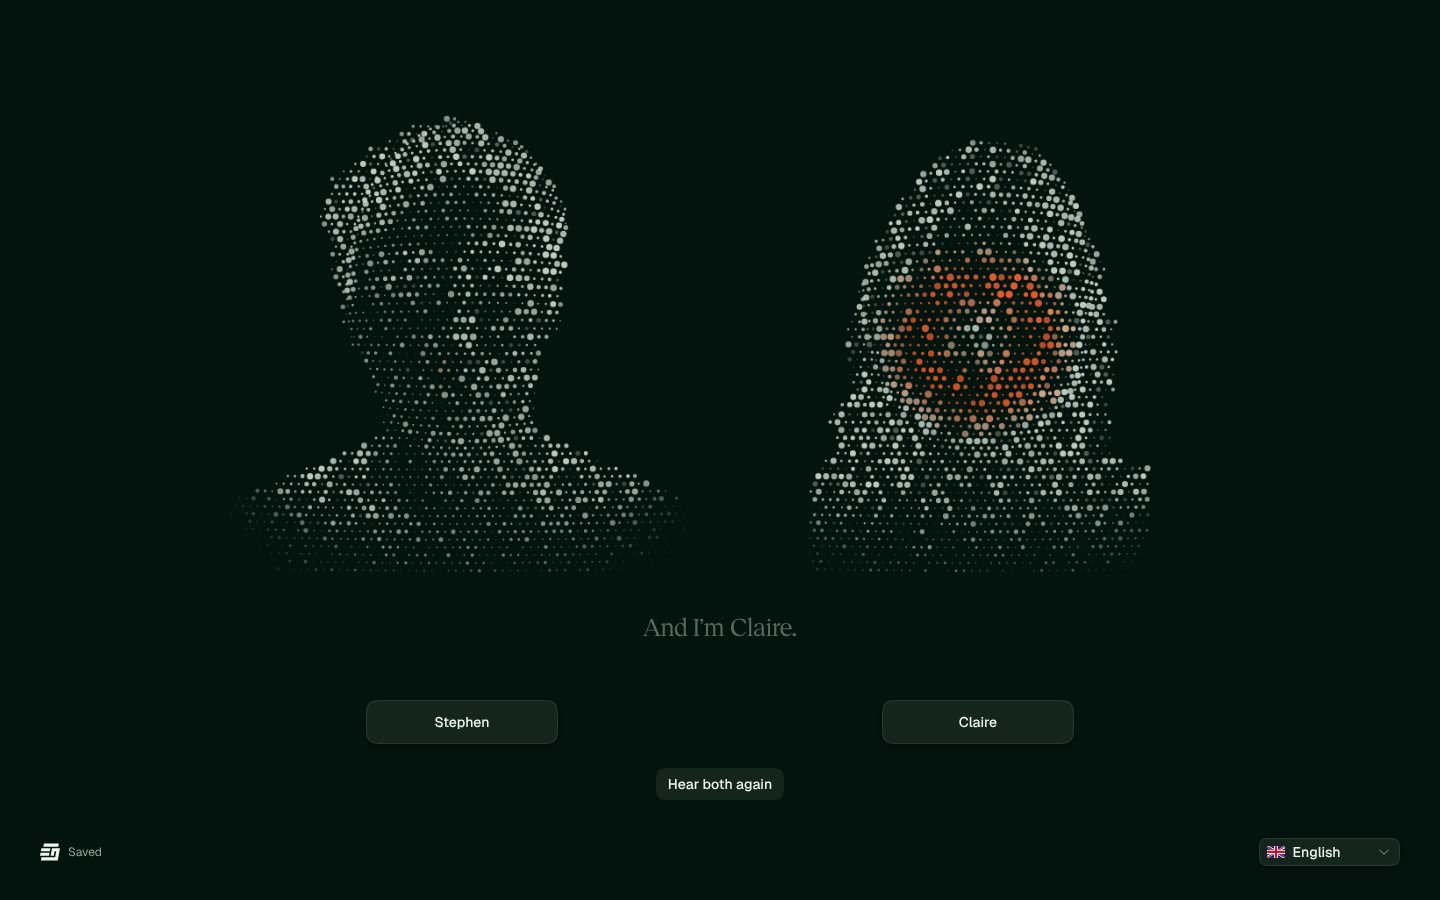 And I'm Claire.
Stephen
Claire
Hear both again
Saved
English